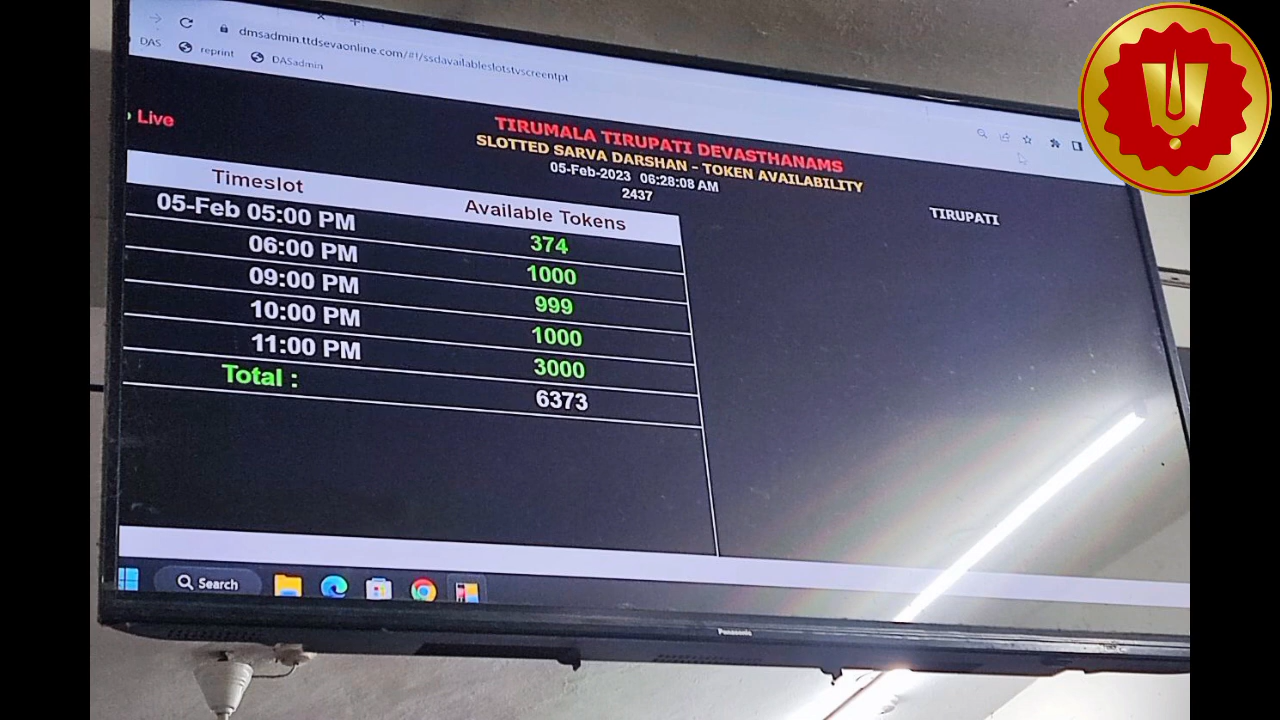 dmsadmin.ttdsevaonline.com/#!/ssdavailableslotstvscreentpt
DAS reprint DASadmin
Live
TIRUMALA TIRUPATI DEVASTHANAMS
SLOTTED SARVA DARSHAN - TOKEN AVAILABILITY
05-Feb-2023 06:28:08 AM
2437
TIRUPATI
Timeslot Available Tokens
05-Feb 05:00 PM 374
06:00 PM 1000
09:00 PM 999
10:00 PM 1000
11:00 PM 3000
Total : 6373
Search
Panasonic